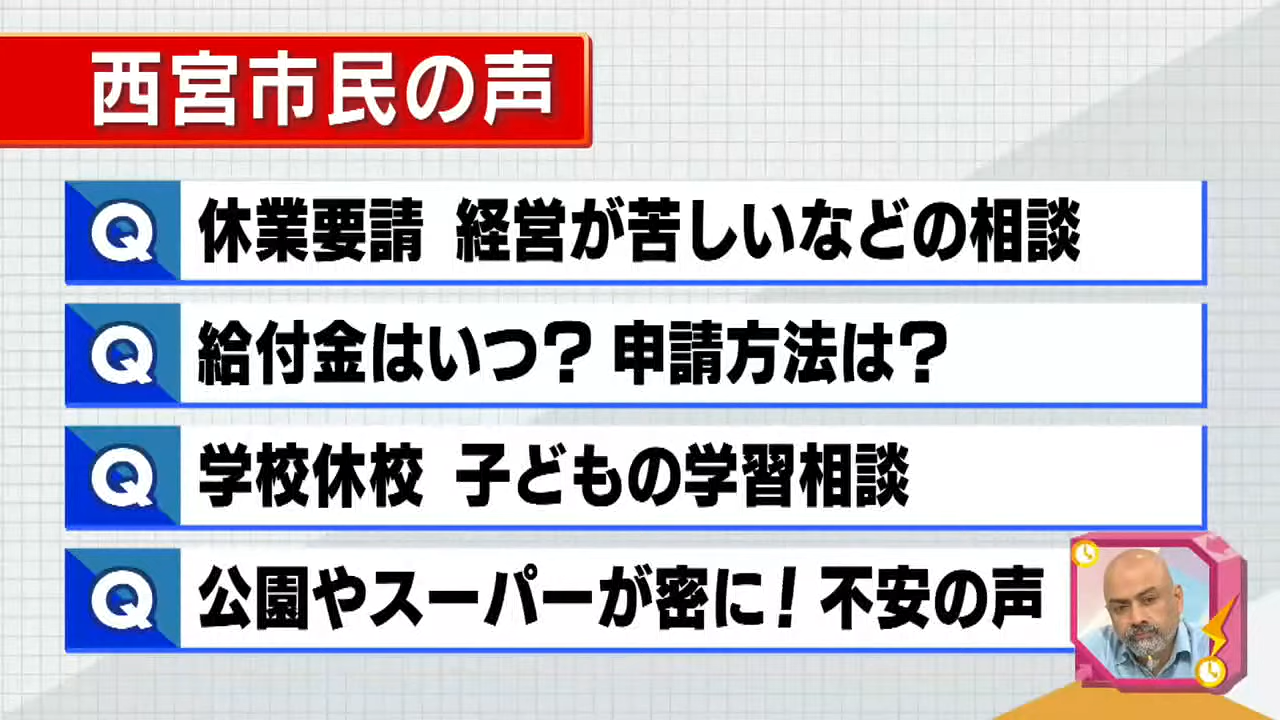 西宮市民の声
Q 休業要請 経営が苦しいなどの相談
Q 給付金はいつ? 申請方法は?
Q 学校休校 子どもの学習相談
Q 公園やスーパーが密に! 不安の声